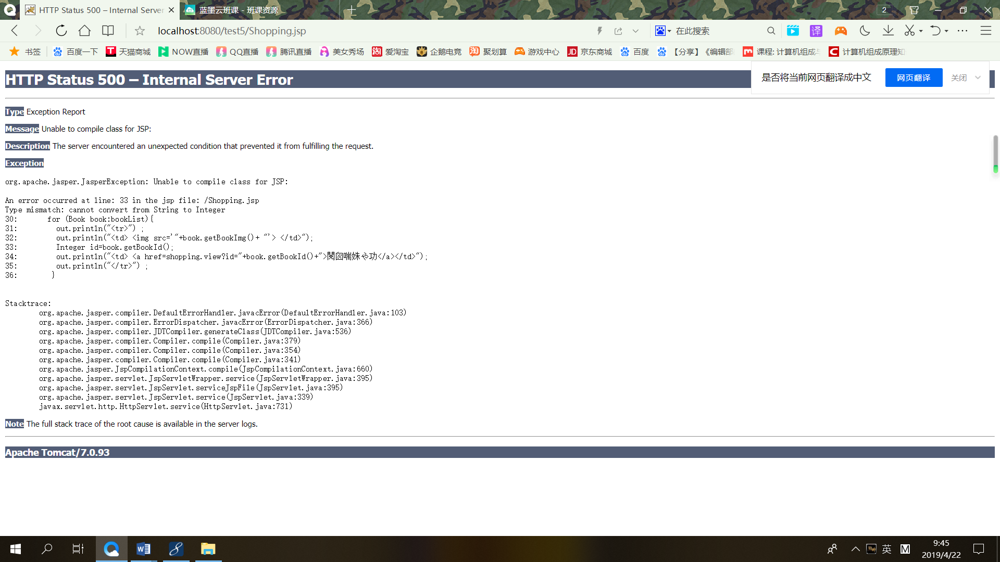 HTTP Status 500 – Internal Server
蓝墨云班课 - 班课资源
2
localhost:8080/test5/Shopping.jsp
在此搜索
译
书签
百度一下
天猫商城
NOW直播
QQ直播
腾讯直播
美女秀场
爱淘宝
企鹅电竞
聚划算
游戏中心
京东商城
百度
【分享】《编辑部
课程: 计算机组成与
计算机组成原理知
HTTP Status 500 – Internal Server Error
是否将当前网页翻译成中文
网页翻译
关闭
Type Exception Report
Message Unable to compile class for JSP:
Description The server encountered an unexpected condition that prevented it from fulfilling the request.
Exception
org.apache.jasper.JasperException: Unable to compile class for JSP:
An error occurred at line: 33 in the jsp file: /Shopping.jsp
Type mismatch: cannot convert from String to Integer
30:       for (Book book:bookList){
31:         out.println("<tr>") ;
32:         out.println("<td> <img src='"+book.getBookImg()+ "'> </td>");
33:         Integer id=book.getBookId();
34:         out.println("<td> <a href=shopping.view?id="+book.getBookId()+">閱囪喘姝や功</a></td>");
35:         out.println("</tr>") ;
36:        }
Stacktrace:
org.apache.jasper.compiler.DefaultErrorHandler.javacError(DefaultErrorHandler.java:103)
org.apache.jasper.compiler.ErrorDispatcher.javacError(ErrorDispatcher.java:366)
org.apache.jasper.compiler.JDTCompiler.generateClass(JDTCompiler.java:536)
org.apache.jasper.compiler.Compiler.compile(Compiler.java:379)
org.apache.jasper.compiler.Compiler.compile(Compiler.java:354)
org.apache.jasper.compiler.Compiler.compile(Compiler.java:341)
org.apache.jasper.JspCompilationContext.compile(JspCompilationContext.java:660)
org.apache.jasper.servlet.JspServletWrapper.service(JspServletWrapper.java:395)
org.apache.jasper.servlet.JspServlet.serviceJspFile(JspServlet.java:395)
org.apache.jasper.servlet.JspServlet.service(JspServlet.java:339)
javax.servlet.http.HttpServlet.service(HttpServlet.java:731)
Note The full stack trace of the root cause is available in the server logs.
Apache Tomcat/7.0.93
英
M
9:45
2019/4/22